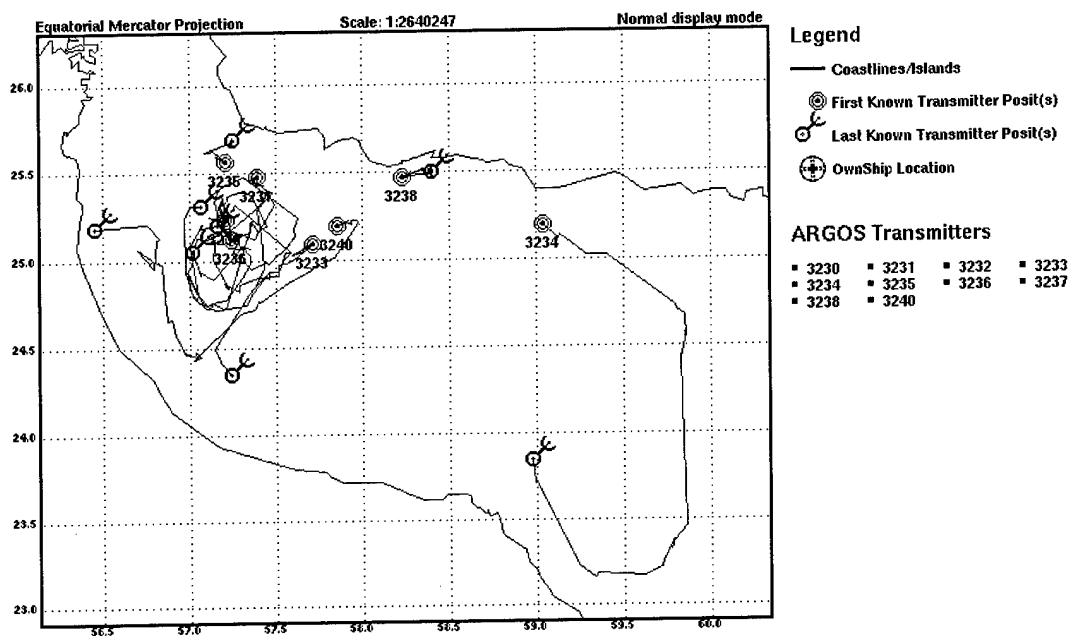 Equatorial Mercator Projection Scale: 1:2640247 Normal display mode
Legend
Coastlines/Islands
First Known Transmitter Posit(s)
Last Known Transmitter Posit(s)
OwnShip Location
ARGOS Transmitters
3230 3231 3232 3233
3234 3235 3236 3237
3238 3240
26.0
25.5
3235
3238
3234
3240
3236
3233
25.0
24.5
24.0
23.5
23.0
56.5 57.0 57.5 58.0 58.5 59.0 59.5 60.0